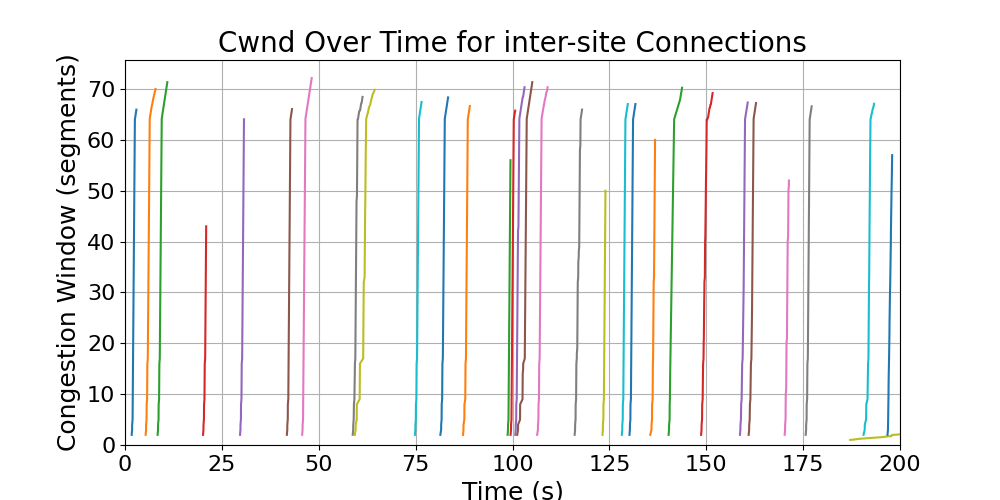 Cwnd Over Time for inter-site Connections
Congestion Window (segments)
70
60
50
40
30
20
10
0
0 25 50 75 100 125 150 175 200
Time (s)